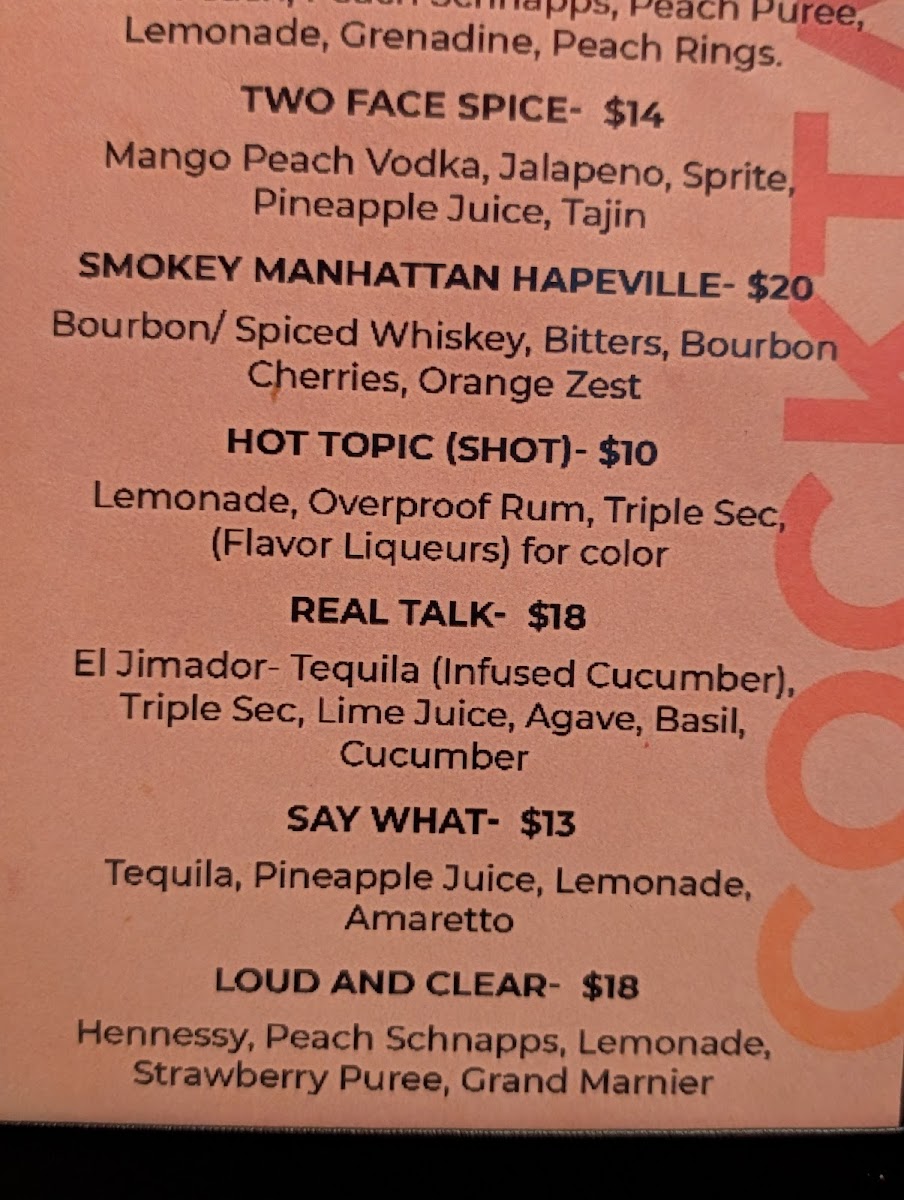 Schnapps, Peach Puree,
Lemonade, Grenadine, Peach Rings.
TWO FACE SPICE- $14
Mango Peach Vodka, Jalapeno, Sprite,
Pineapple Juice, Tajin
SMOKEY MANHATTAN HAPEVILLE- $20
Bourbon/ Spiced Whiskey, Bitters, Bourbon
Cherries, Orange Zest
HOT TOPIC (SHOT)- $10
Lemonade, Overproof Rum, Triple Sec,
(Flavor Liqueurs) for color
REAL TALK- $18
El Jimador- Tequila (Infused Cucumber),
Triple Sec, Lime Juice, Agave, Basil,
Cucumber
SAY WHAT- $13
Tequila, Pineapple Juice, Lemonade,
Amaretto
LOUD AND CLEAR- $18
Hennessy, Peach Schnapps, Lemonade,
Strawberry Puree, Grand Marnier
COCKTA